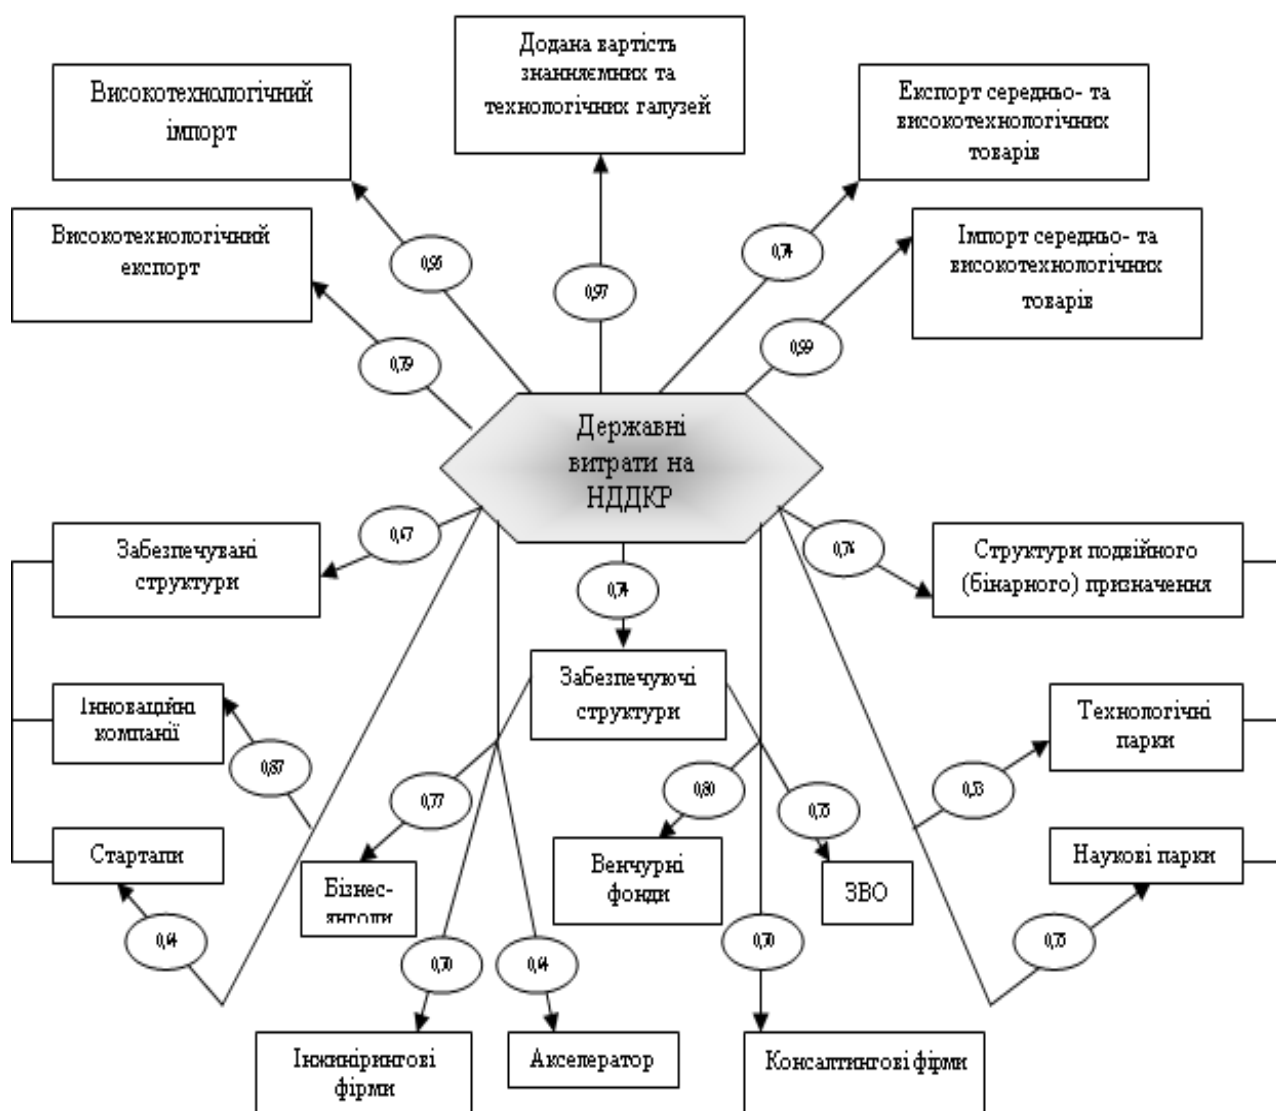 Додана вартість
знанняємних та
технологічних галузей
Високотехнологічний
імпорт
Експорт середньо- та
високотехнологічних
товарів
Високотехнологічний
експорт
Імпорт середньо- та
високотехнологічних
товарів
0,95
0,97
0,74
0,79
0,99
Державні
витрати на
НДДКР
Забезпечувані
структури
0,67
0,74
0,76
Структури подвійного
(бінарного) призначення
Інноваційні
компанії
Забезпечуючі
структури
Технологічні
парки
0,87
0,77
0,80
0,75
0,53
Стартапи
Бізнес-
янголи
Венчурні
фонди
ЗВО
Наукові парки
0,64
0,70
0,64
0,70
0,75
Інжинірингові
фірми
Акселератор
Консалтингові фірми